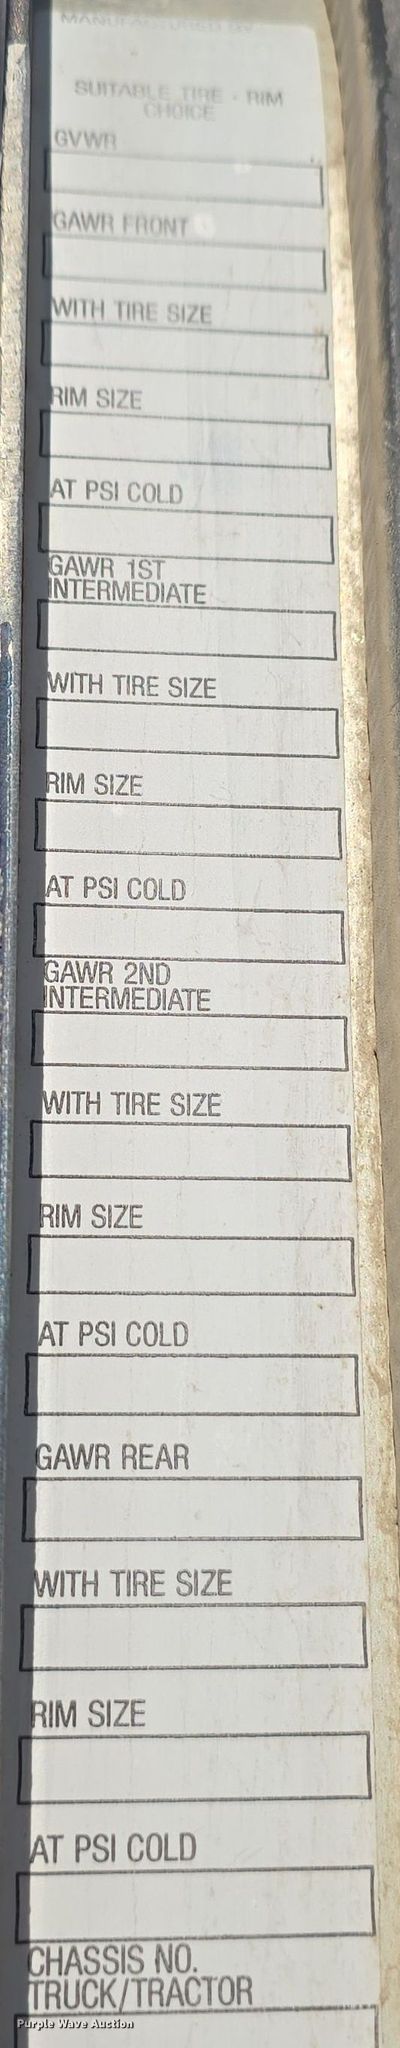 MANUFACTURED BY
SUITABLE TIRE - RIM
CHOICE
GVWR
GAWR FRONT
WITH TIRE SIZE
RIM SIZE
AT PSI COLD
GAWR 1ST
INTERMEDIATE
WITH TIRE SIZE
RIM SIZE
AT PSI COLD
GAWR 2ND
INTERMEDIATE
WITH TIRE SIZE
RIM SIZE
AT PSI COLD
GAWR REAR
WITH TIRE SIZE
RIM SIZE
AT PSI COLD
CHASSIS NO.
TRUCK/TRACTOR
Purple Wave Auction